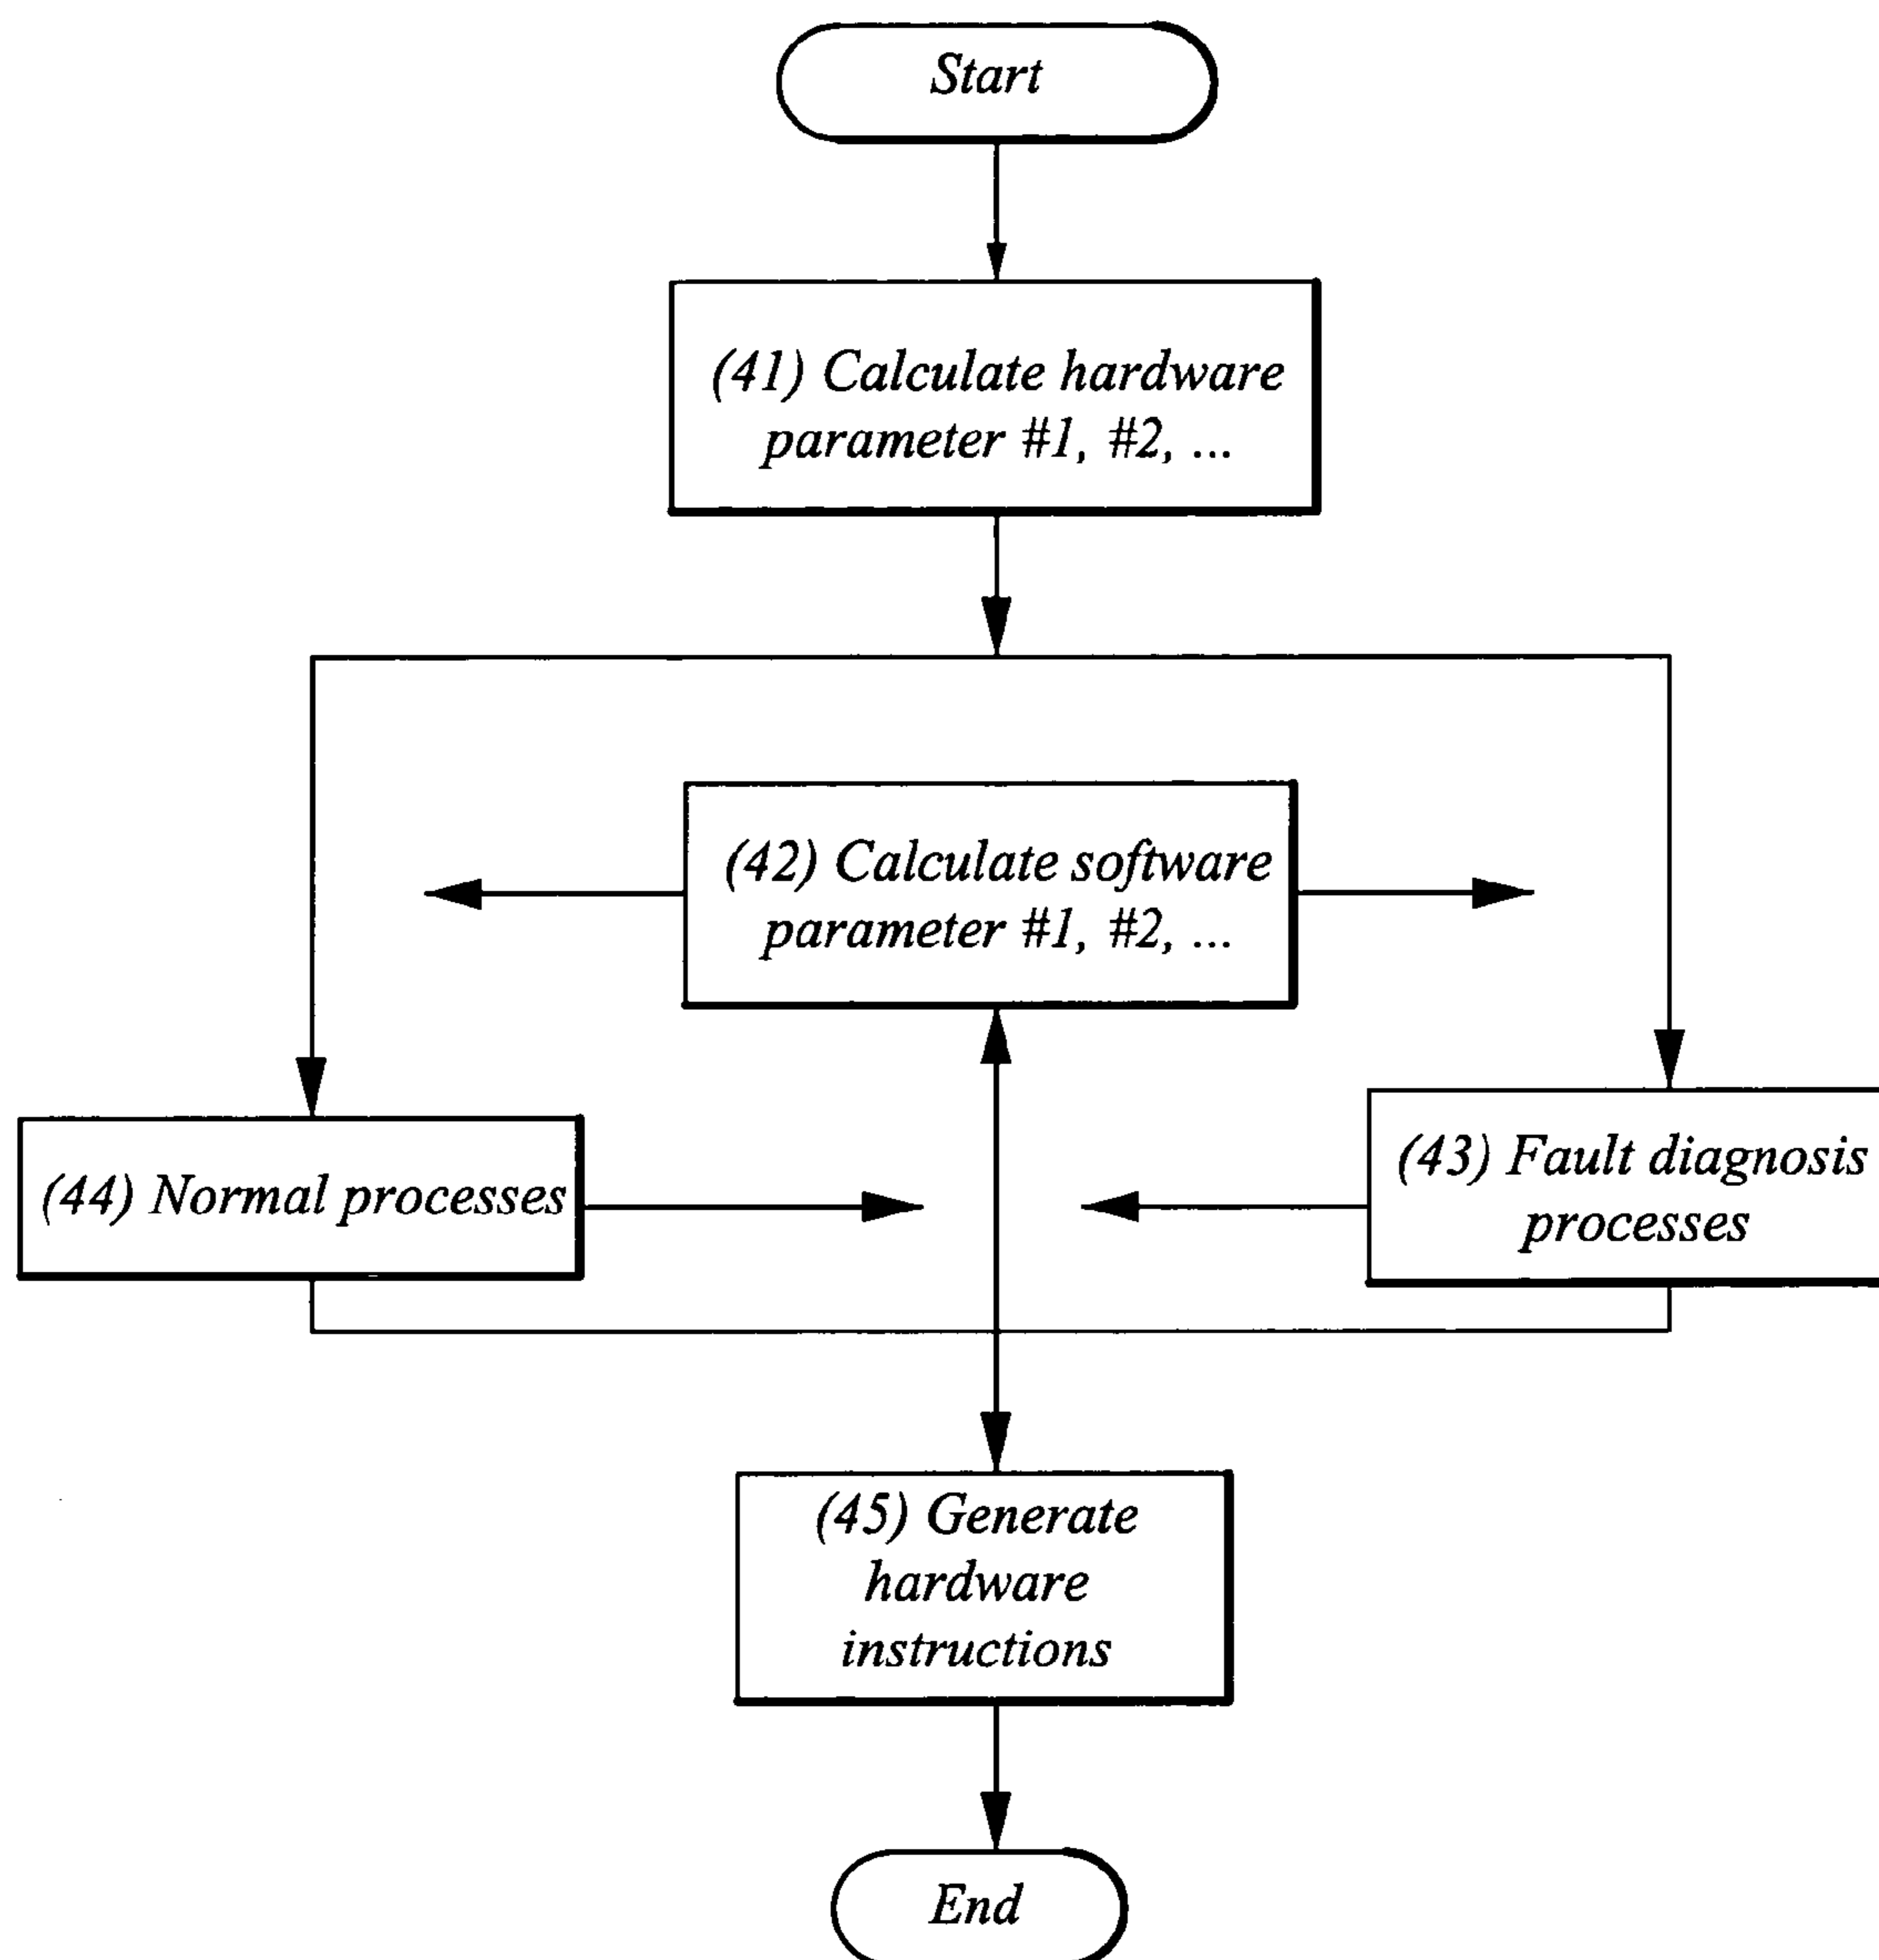 Start
(41) Calculate hardware
parameter #1, #2, ...
(42) Calculate software
parameter #1, #2, ...
(44) Normal processes
(43) Fault diagnosis
processes
(45) Generate
hardware
instructions
End